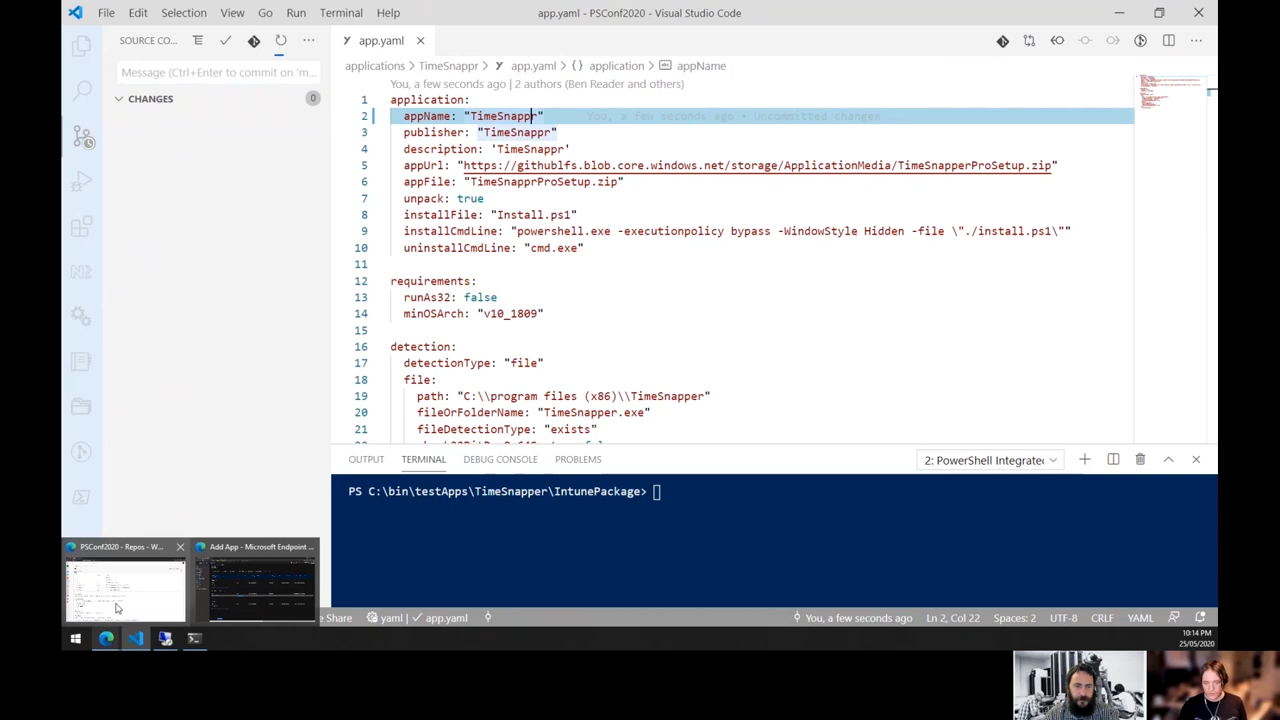 File Edit Selection View Go Run Terminal Help app.yaml - PSConf2020 - Visual Studio Code
SOURCE CO...
app.yaml
applications > TimeSnappr > app.yaml > {} application > appName
Message (Ctrl+Enter to commit on 'm...
You, a few seconds ago | 2 authors (Ben Reader and others)
CHANGES 0
1 application:
2 appName: "TimeSnappr" You, a few seconds ago • Uncommitted changes
3 publisher: "TimeSnappr"
4 description: 'TimeSnappr'
5 appUrl: "https://githublfs.blob.core.windows.net/storage/ApplicationMedia/TimeSnapperProSetup.zip"
6 appFile: "TimeSnapprProSetup.zip"
7 unpack: true
8 installFile: "Install.ps1"
9 installCmdLine: "powershell.exe -executionpolicy bypass -WindowStyle Hidden -file \"./install.ps1\""
10 uninstallCmdLine: "cmd.exe"
11
12 requirements:
13 runAs32: false
14 minOSArch: "v10_1809"
15
16 detection:
17 detectionType: "file"
18 file:
19 path: "C:\\program files (x86)\\TimeSnapper"
20 fileOrFolderName: "TimeSnapper.exe"
21 fileDetectionType: "exists"
OUTPUT TERMINAL DEBUG CONSOLE PROBLEMS 2: PowerShell Integrate
PS C:\bin\testApps\TimeSnapper\IntunePackage>
PSConf2020 - Repos - W... Add App - Microsoft Endpoint ...
Share yaml | app.yaml You, a few seconds ago Ln 2, Col 22 Spaces: 2 UTF-8 CRLF YAML
10:14 PM
25/05/2020